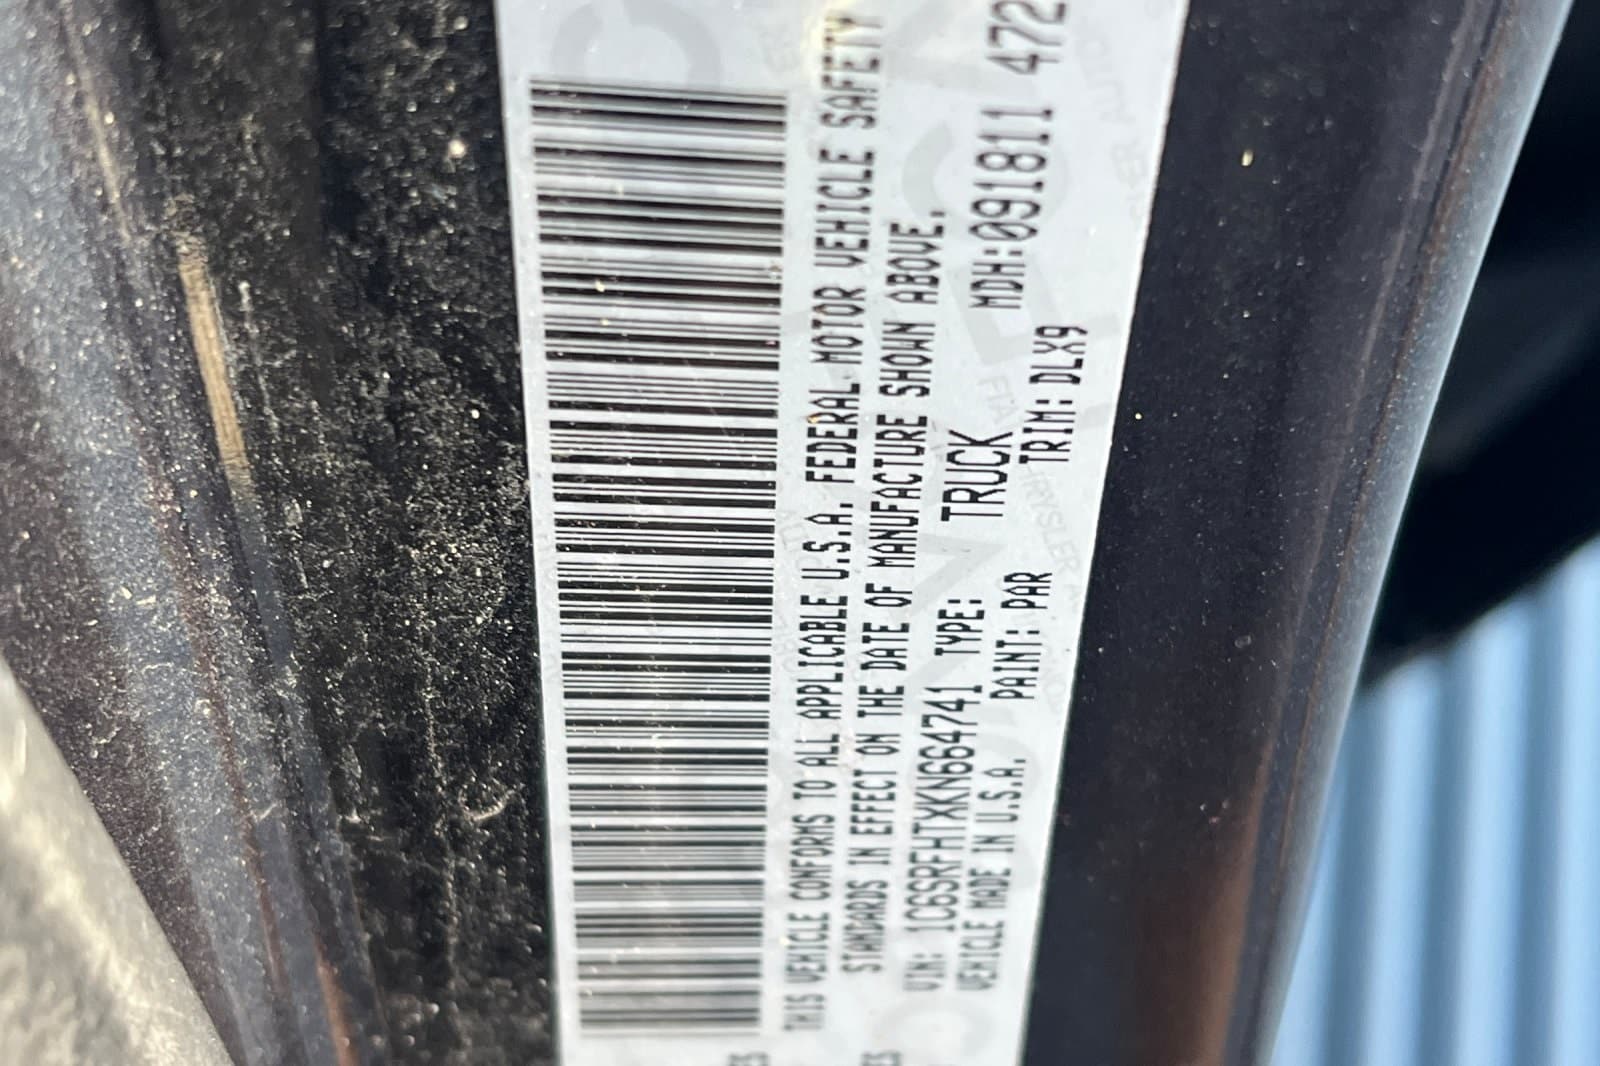 THIS VEHICLE CONFORMS TO ALL APPLICABLE U.S.A. FEDERAL MOTOR VEHICLE SAFETY
STANDARDS IN EFFECT ON THE DATE OF MANUFACTURE SHOWN ABOVE.
VIN: 1C6SRFHTXKN664741 TYPE: TRUCK MDH:091811 472
VEHICLE MADE IN U.S.A. PAINT: PAR TRIM: DLX9